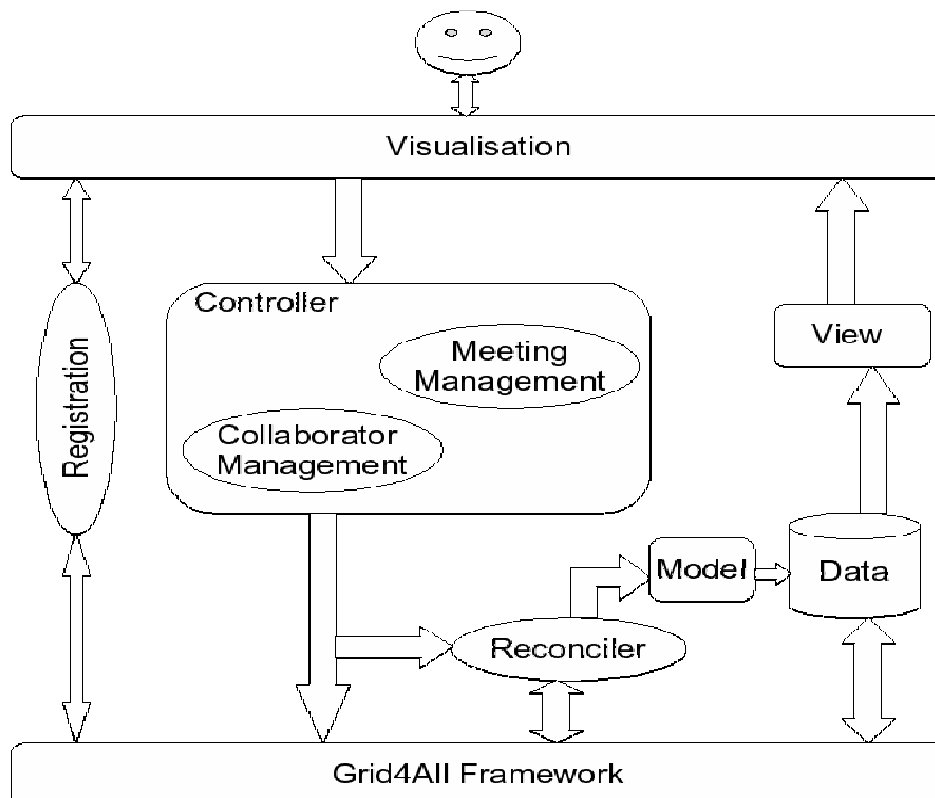 Visualisation
Controller
Meeting
Management
View
Registration
Collaborator
Management
Model
Data
Reconciler
Grid4All Framework